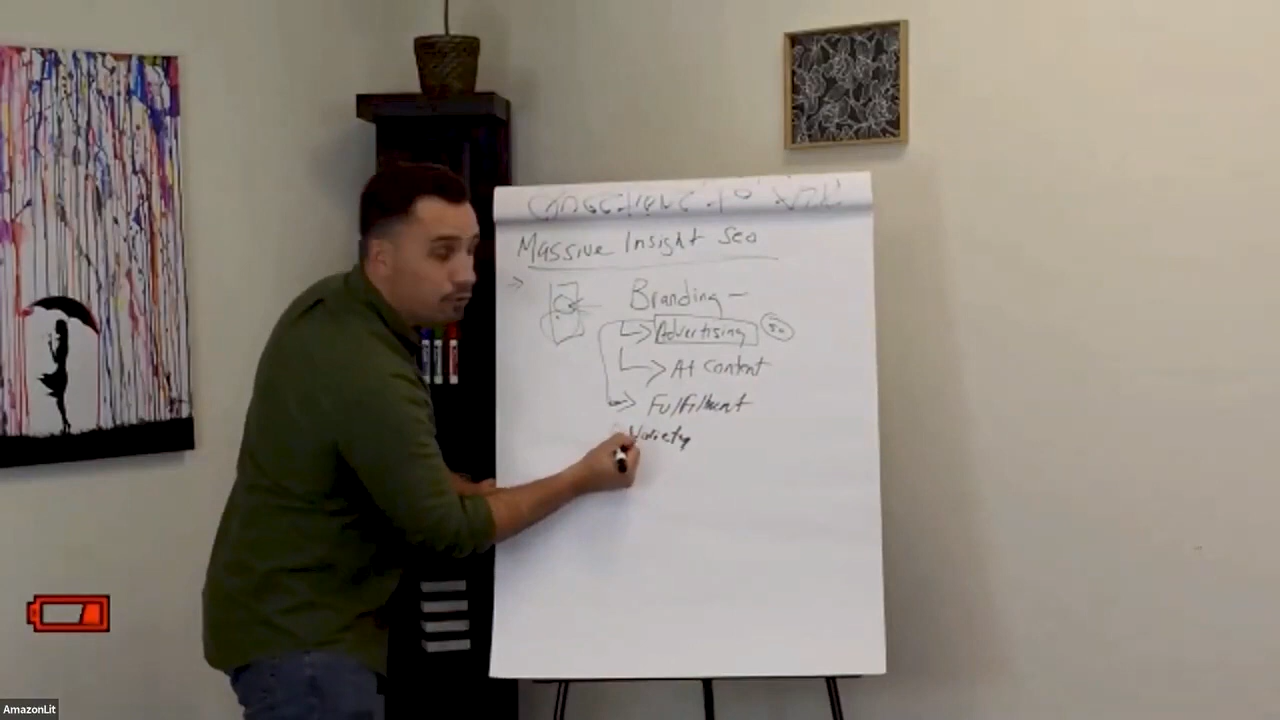 Massive Insight Seo
Branding -
Advertising
A+ Content
Fulfillment
Variety
AmazonLit